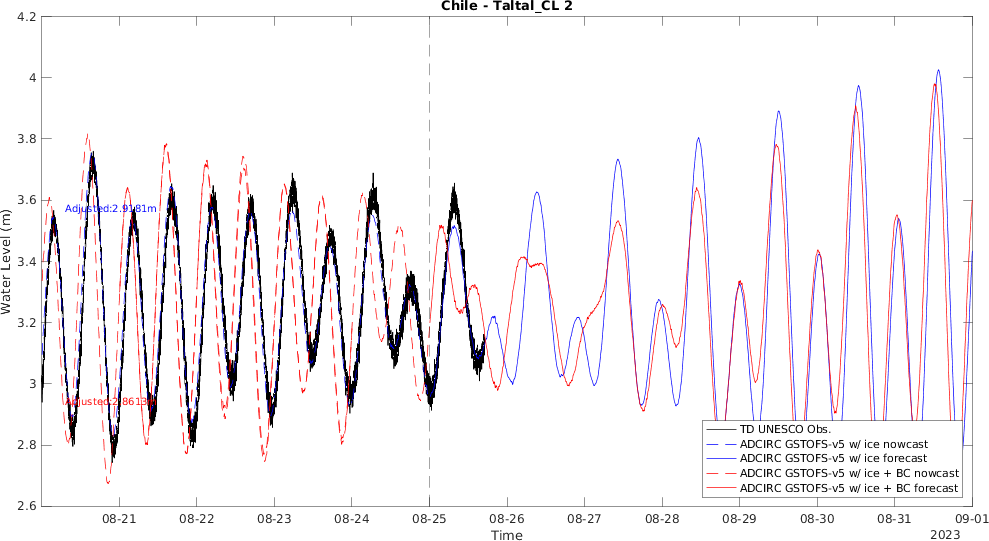 Chile - Taltal_CL 2
4.2
4
3.8
3.6
3.4
3.2
3
2.8
2.6
Water Level (m)
Adjusted:2.9181m
Adjusted:2.8613m
TD UNESCO Obs.
ADCIRC GSTOFS-v5 w/ ice nowcast
ADCIRC GSTOFS-v5 w/ ice forecast
ADCIRC GSTOFS-v5 w/ ice + BC nowcast
ADCIRC GSTOFS-v5 w/ ice + BC forecast
08-21 08-22 08-23 08-24 08-25 08-26 08-27 08-28 08-29 08-30 08-31 09-01
Time
2023